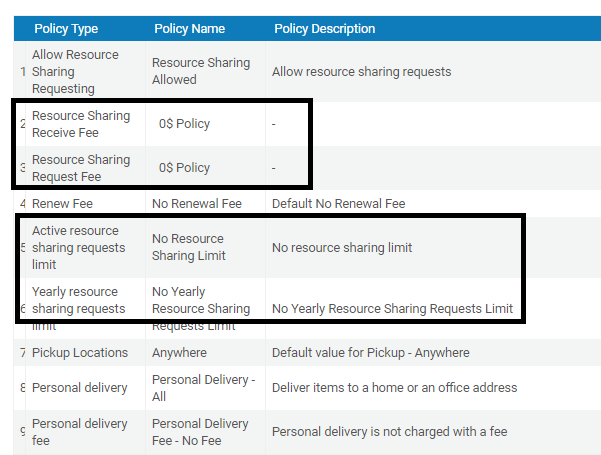 Policy Type Policy Name Policy Description
1 Allow Resource Sharing Requesting Resource Sharing Allowed Allow resource sharing requests
2 Resource Sharing Receive Fee 0$ Policy -
3 Resource Sharing Request Fee 0$ Policy -
4 Renew Fee No Renewal Fee Default No Renewal Fee
5 Active resource sharing requests limit No Resource Sharing Limit No resource sharing limit
6 Yearly resource sharing requests limit No Yearly Resource Sharing Requests Limit No Yearly Resource Sharing Requests Limit
7 Pickup Locations Anywhere Default value for Pickup - Anywhere
8 Personal delivery Personal Delivery - All Deliver items to a home or an office address
9 Personal delivery fee Personal Delivery Fee - No Fee Personal delivery is not charged with a fee